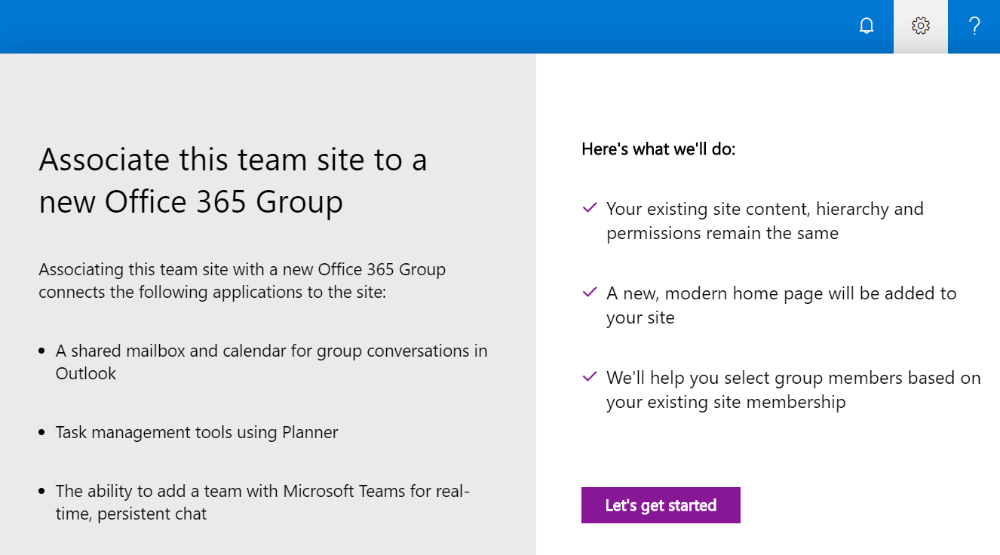 Associate this team site to a
new Office 365 Group
Associating this team site with a new Office 365 Group
connects the following applications to the site:
• A shared mailbox and calendar for group conversations in
Outlook
• Task management tools using Planner
• The ability to add a team with Microsoft Teams for real-
time, persistent chat
Here's what we'll do:
Your existing site content, hierarchy and
permissions remain the same
A new, modern home page will be added to
your site
We'll help you select group members based on
your existing site membership
Let's get started